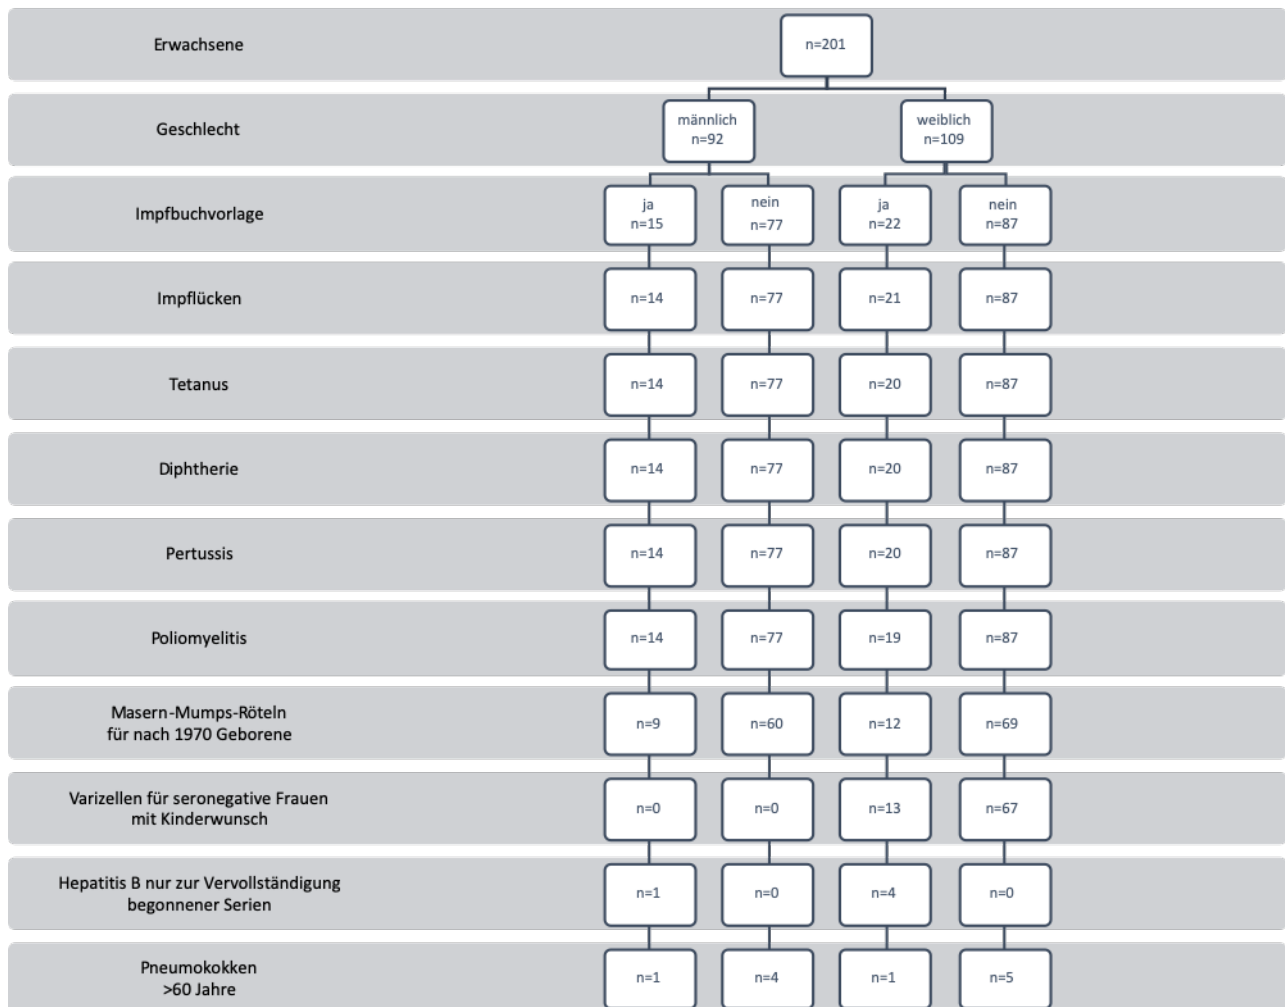 Erwachsene
n=201
Geschlecht
männlich
n=92
weiblich
n=109
Impfbuchvorlage
ja
n=15
nein
n=77
ja
n=22
nein
n=87
Impflücken
n=14
n=77
n=21
n=87
Tetanus
n=14
n=77
n=20
n=87
Diphtherie
n=14
n=77
n=20
n=87
Pertussis
n=14
n=77
n=20
n=87
Poliomyelitis
n=14
n=77
n=19
n=87
Masern-Mumps-Röteln
für nach 1970 Geborene
n=9
n=60
n=12
n=69
Varizellen für seronegative Frauen
mit Kinderwunsch
n=0
n=0
n=13
n=67
Hepatitis B nur zur Vervollständigung
begonnener Serien
n=1
n=0
n=4
n=0
Pneumokokken
>60 Jahre
n=1
n=4
n=1
n=5